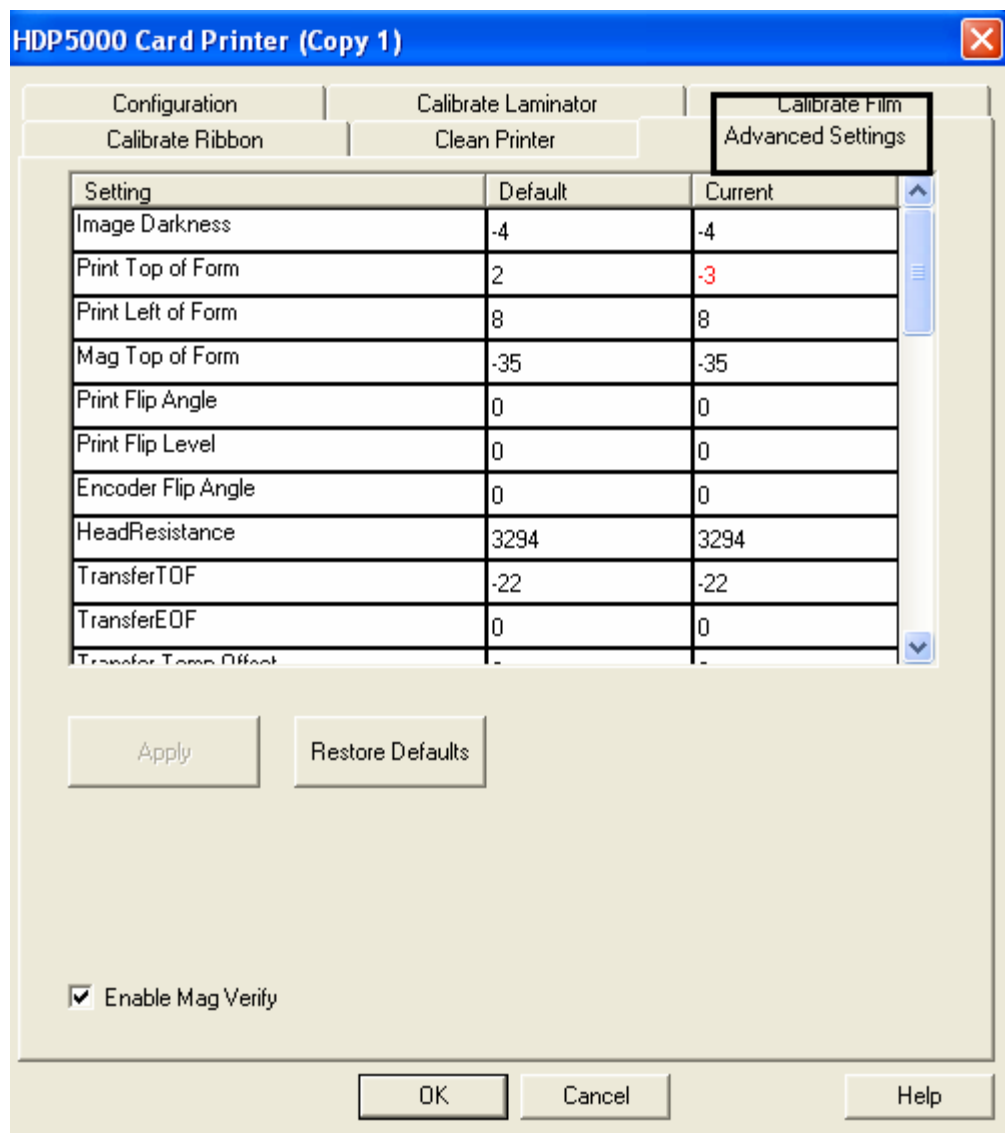 HDP5000 Card Printer (Copy 1)
Configuration Calibrate Laminator Calibrate Film
Calibrate Ribbon Clean Printer Advanced Settings
Setting Default Current
Image Darkness -4 -4
Print Top of Form 2 -3
Print Left of Form 8 8
Mag Top of Form -35 -35
Print Flip Angle 0 0
Print Flip Level 0 0
Encoder Flip Angle 0 0
HeadResistance 3294 3294
TransferTOF -22 -22
TransferEOF 0 0
Transfer Temp Offset
Apply Restore Defaults
Enable Mag Verify
OK Cancel Help